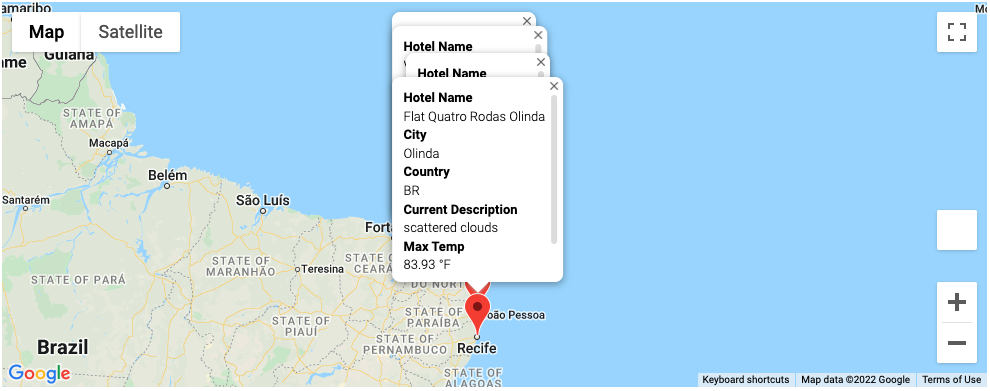 Map
Satellite
amaribo
Guiana
ame
STATE OF
AMAPÁ
Macapá
Belém
Santarém
São Luís
Fort
Teresina
STATE OF PARÁ
STATE OF
MARANHÃO
STATE OF
CEARÁ
DO NORT
STATE OF
PARAÍBA
João Pessoa
STATE OF
PIAUÍ
STATE OF
PERNAMBUCO
Recife
STATE OF
ALAGOAS
Brazil
Hotel Name
Hotel Name
Hotel Name
Flat Quatro Rodas Olinda
City
Olinda
Country
BR
Current Description
scattered clouds
Max Temp
83.93 °F
Mo
Google
Keyboard shortcuts
Map data ©2022 Google
Terms of Use